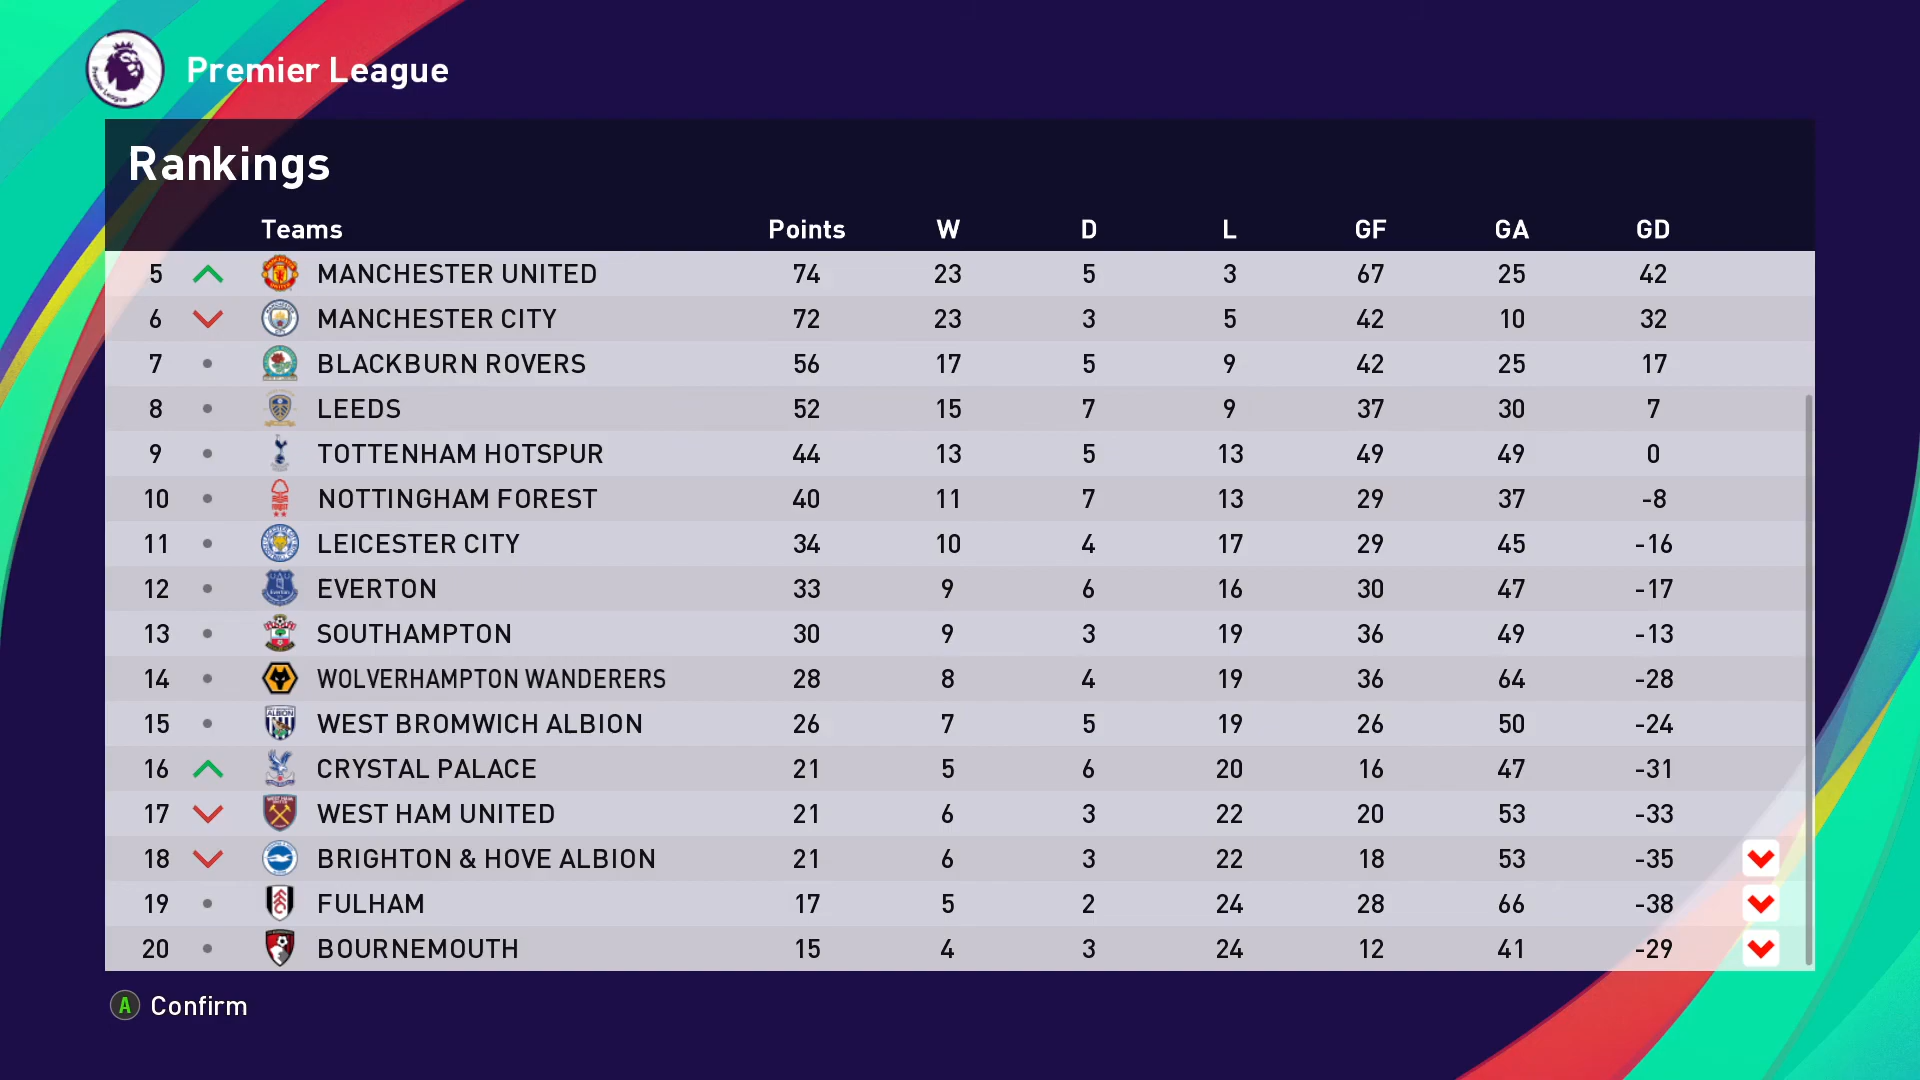 Premier League
Rankings
Teams Points W D L GF GA GD
5 MANCHESTER UNITED 74 23 5 3 67 25 42
6 MANCHESTER CITY 72 23 3 5 42 10 32
7 BLACKBURN ROVERS 56 17 5 9 42 25 17
8 LEEDS 52 15 7 9 37 30 7
9 TOTTENHAM HOTSPUR 44 13 5 13 49 49 0
10 NOTTINGHAM FOREST 40 11 7 13 29 37 -8
11 LEICESTER CITY 34 10 4 17 29 45 -16
12 EVERTON 33 9 6 16 30 47 -17
13 SOUTHAMPTON 30 9 3 19 36 49 -13
14 WOLVERHAMPTON WANDERERS 28 8 4 19 36 64 -28
15 WEST BROMWICH ALBION 26 7 5 19 26 50 -24
16 CRYSTAL PALACE 21 5 6 20 16 47 -31
17 WEST HAM UNITED 21 6 3 22 20 53 -33
18 BRIGHTON & HOVE ALBION 21 6 3 22 18 53 -35
19 FULHAM 17 5 2 24 28 66 -38
20 BOURNEMOUTH 15 4 3 24 12 41 -29
A Confirm